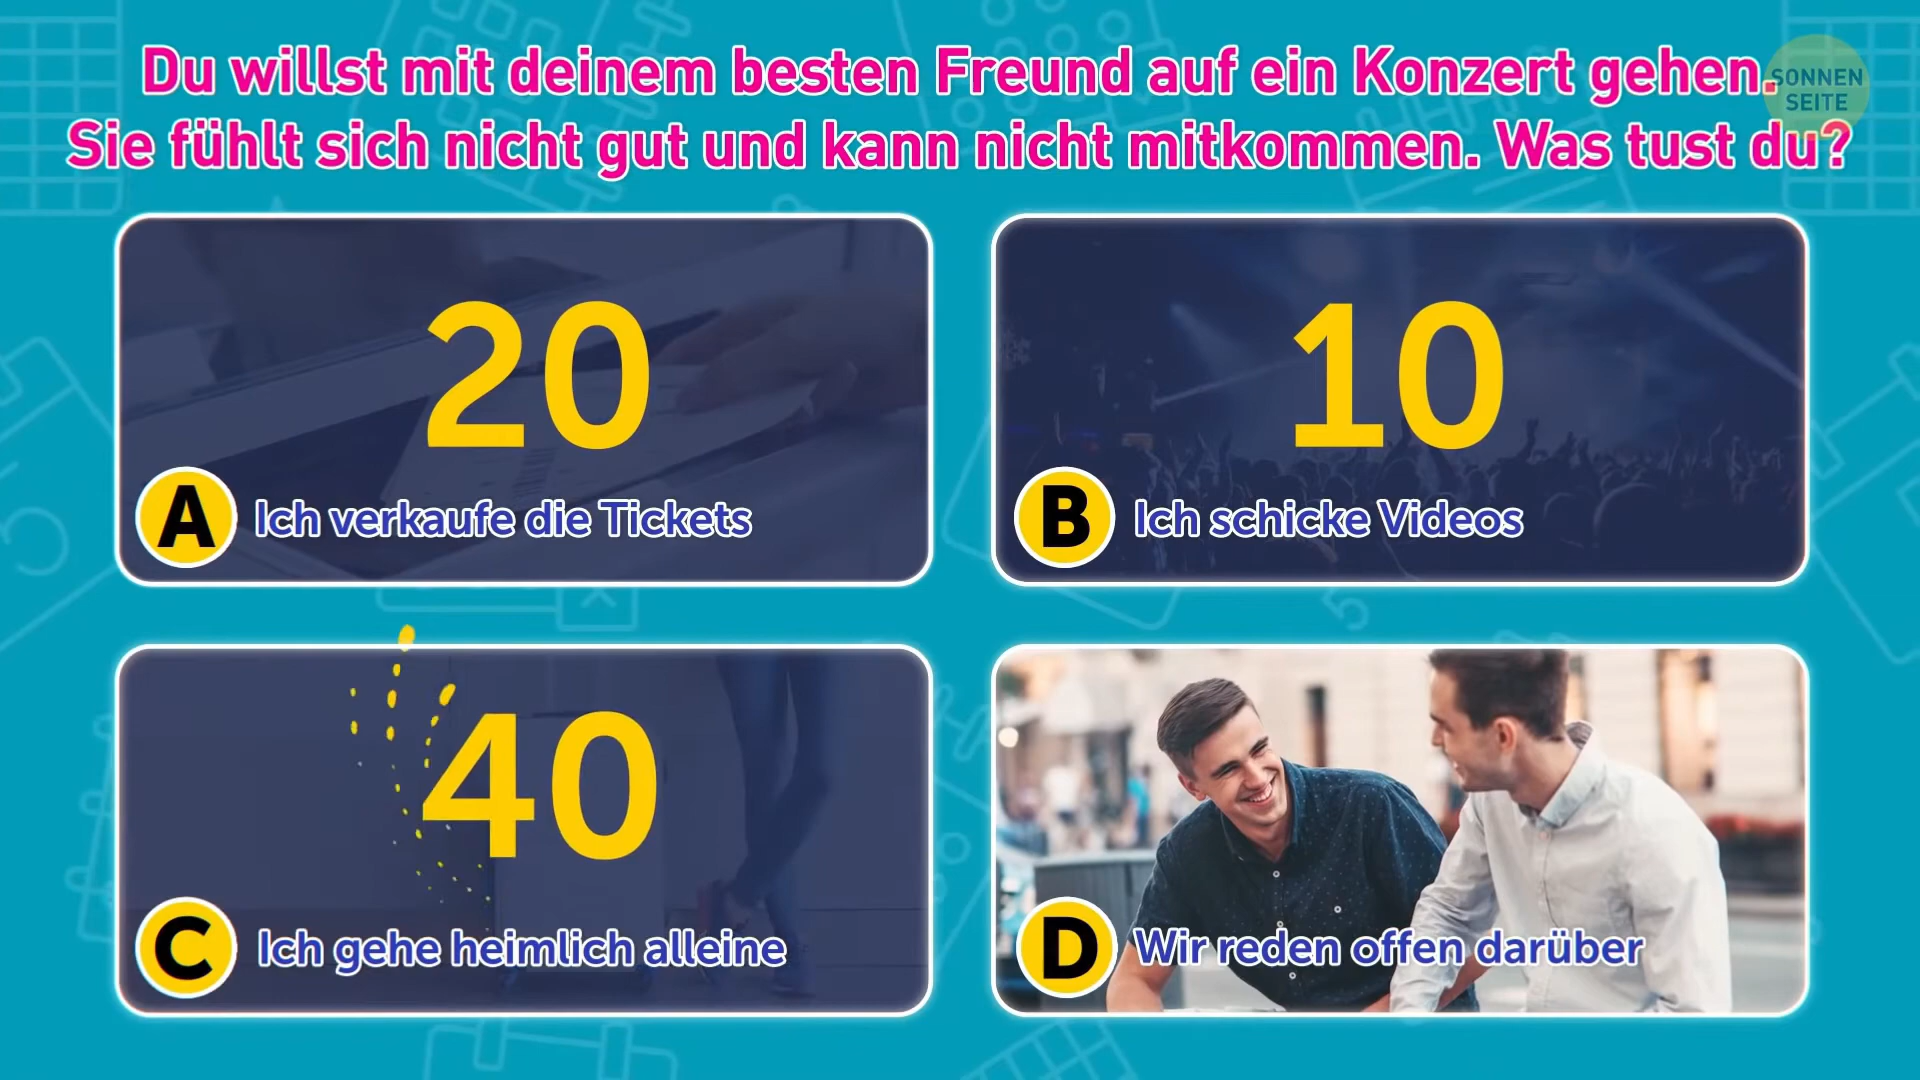 Du willst mit deinem besten Freund auf ein Konzert gehen.
Sie fühlt sich nicht gut und kann nicht mitkommen. Was tust du?
SONNEN
SEITE
20
A Ich verkaufe die Tickets
10
B Ich schicke Videos
40
C Ich gehe heimlich alleine
D Wir reden offen darüber